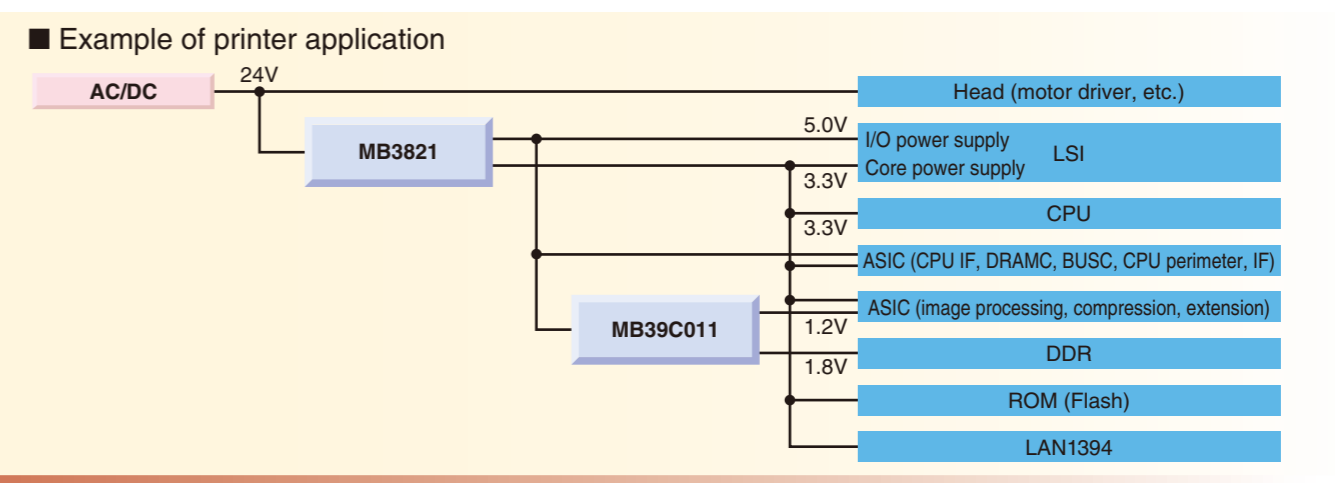 ■ Example of printer application
AC/DC
24V
Head (motor driver, etc.)
MB3821
5.0V
I/O power supply
LSI
Core power supply
3.3V
CPU
3.3V
ASIC (CPU IF, DRAMC, BUSC, CPU perimeter, IF)
ASIC (image processing, compression, extension)
MB39C011
1.2V
DDR
1.8V
ROM (Flash)
LAN1394